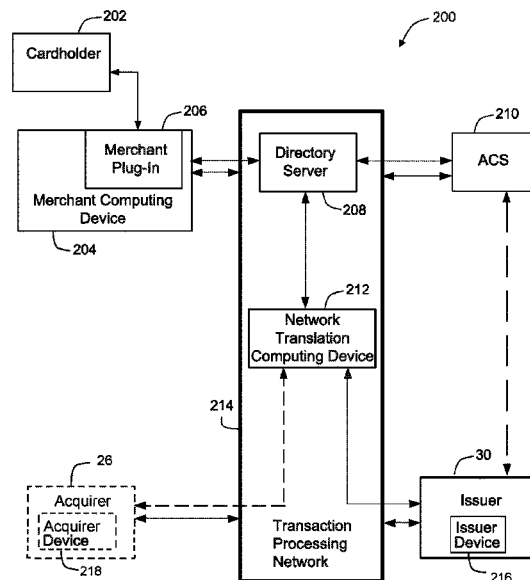 202
200
Cardholder
206
210
Merchant
Plug-In
Directory
Server
ACS
Merchant Computing
Device
208
204
212
Network
Translation
Computing Device
214
26
30
Acquirer
Issuer
Acquirer
Device
Transaction
Processing
Network
Issuer
Device
218
216